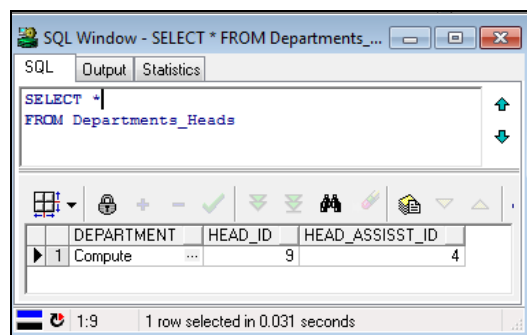 SQL Window - SELECT * FROM Departments_...
SQL Output Statistics
SELECT *
FROM Departments_Heads
DEPARTMENT HEAD_ID HEAD_ASSISST_ID
1 Compute ... 9 4
1:9 1 row selected in 0.031 seconds